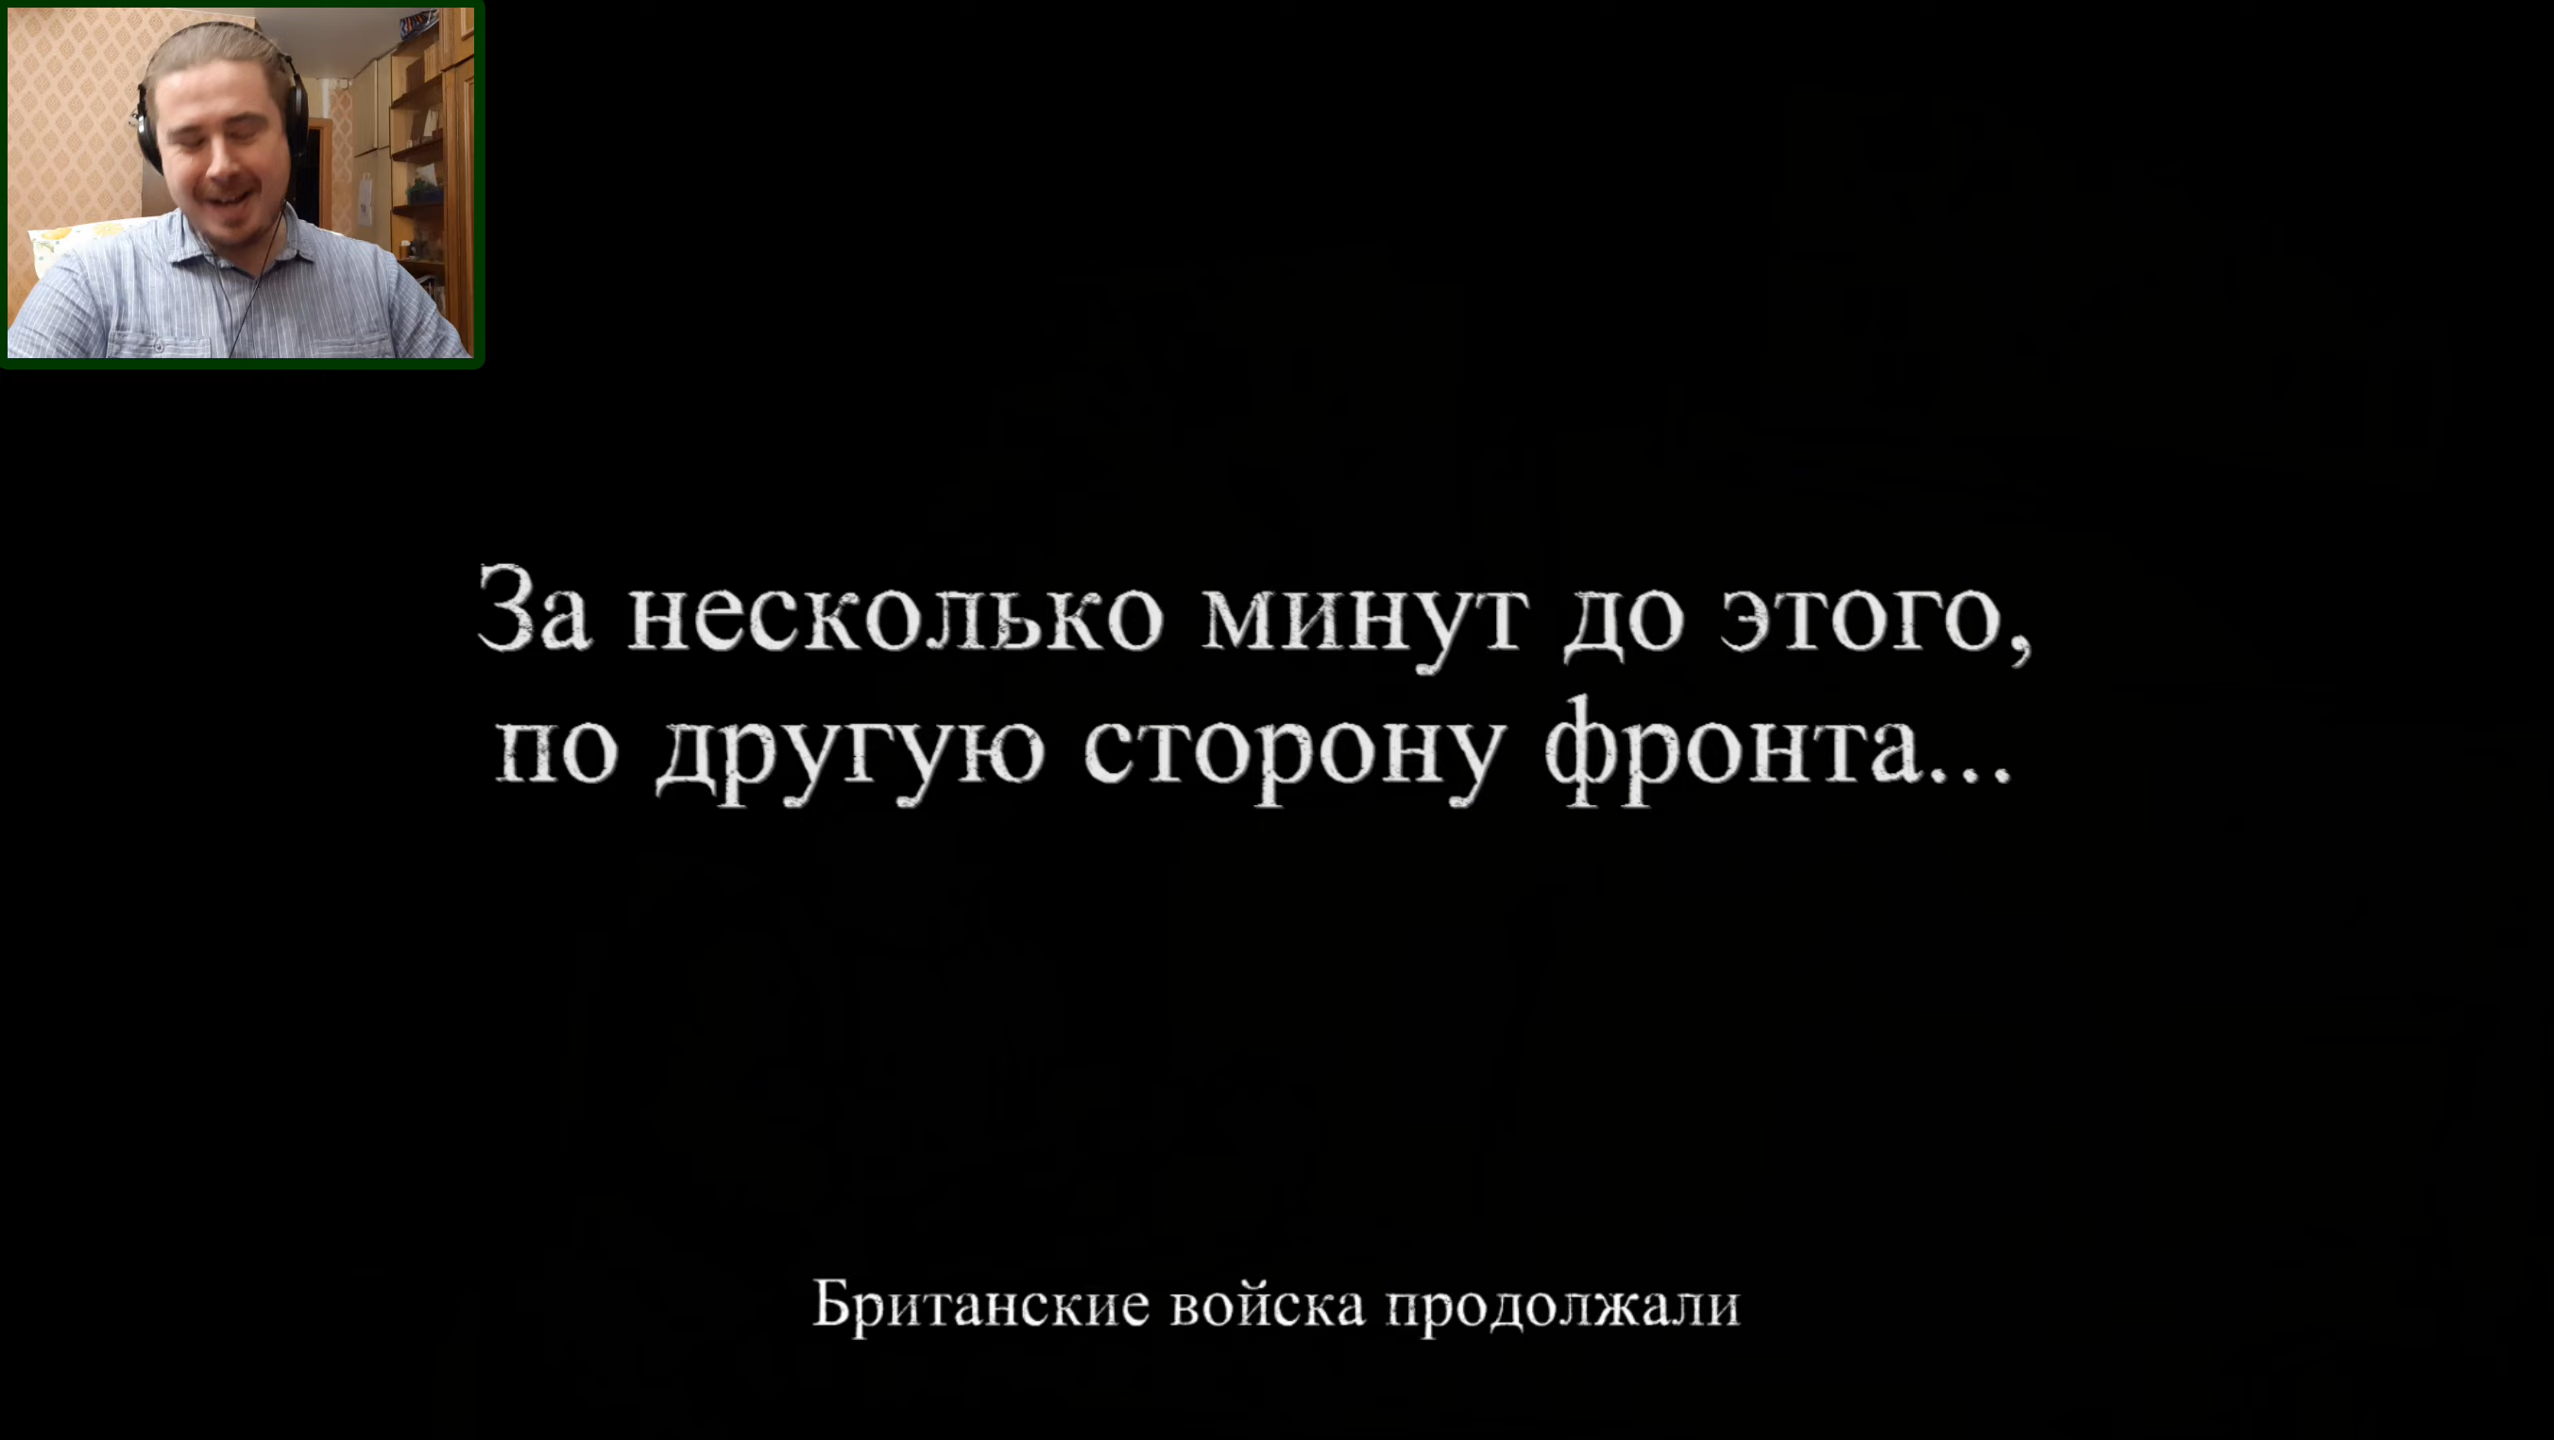 За несколько минут до этого,
по другую сторону фронта...
Британские войска продолжали